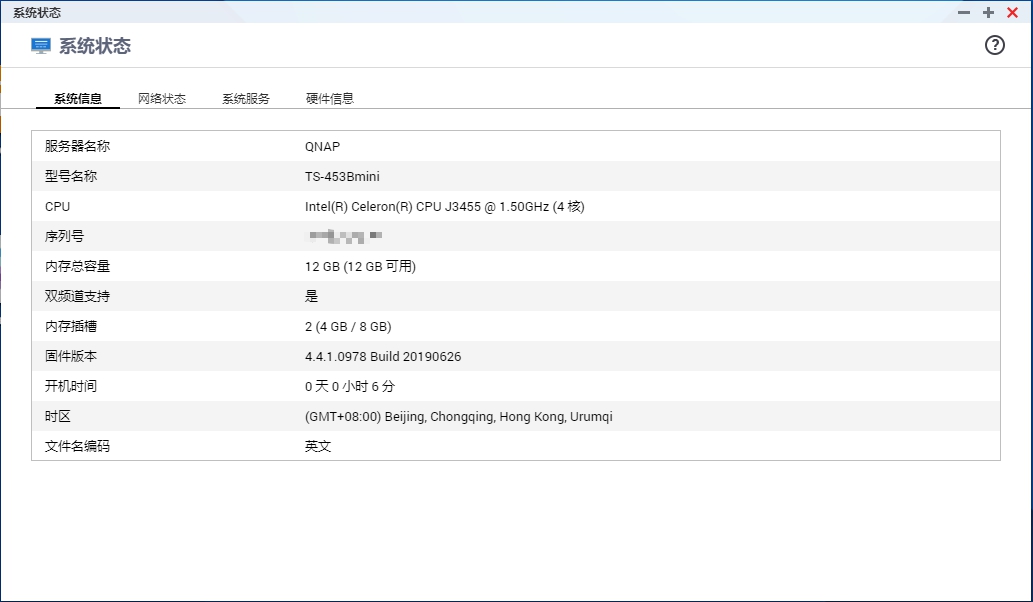 系统状态
系统状态
系统信息 网络状态 系统服务 硬件信息
服务器名称 QNAP
型号名称 TS-453Bmini
CPU Intel(R) Celeron(R) CPU J3455 @ 1.50GHz (4 核)
序列号
内存总容量 12 GB (12 GB 可用)
双频道支持 是
内存插槽 2 (4 GB / 8 GB)
固件版本 4.4.1.0978 Build 20190626
开机时间 0 天 0 小时 6 分
时区 (GMT+08:00) Beijing, Chongqing, Hong Kong, Urumqi
文件名编码 英文